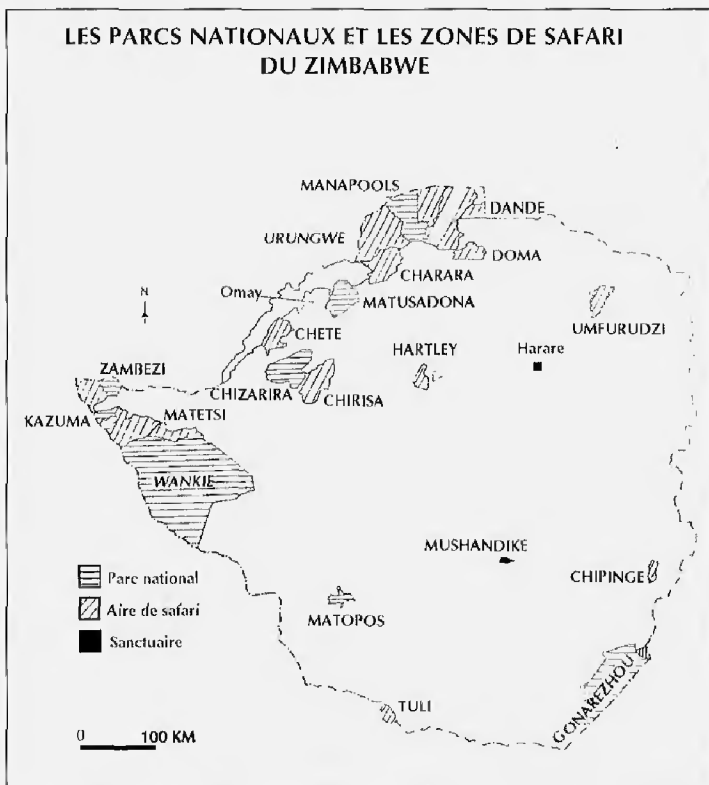 LES PARCS NATIONAUX ET LES ZONES DE SAFARI
DU ZIMBABWE
MANAPOOLS
DANDE
URUNGWE
DOMA
CHARARA
N
Omay
MATUSADONA
UMFURUDZI
CHETE
HARTLEY
Harare
ZAMBEZI
CHIZARIRA
CHIRISA
KAZUMA
MATETSI
WANKIE
MUSHANDIKE
CHIPINGE
Parc national
Aire de safari
MATOPOS
Sanctuaire
GONAREZHOU
TULI
0 100 KM